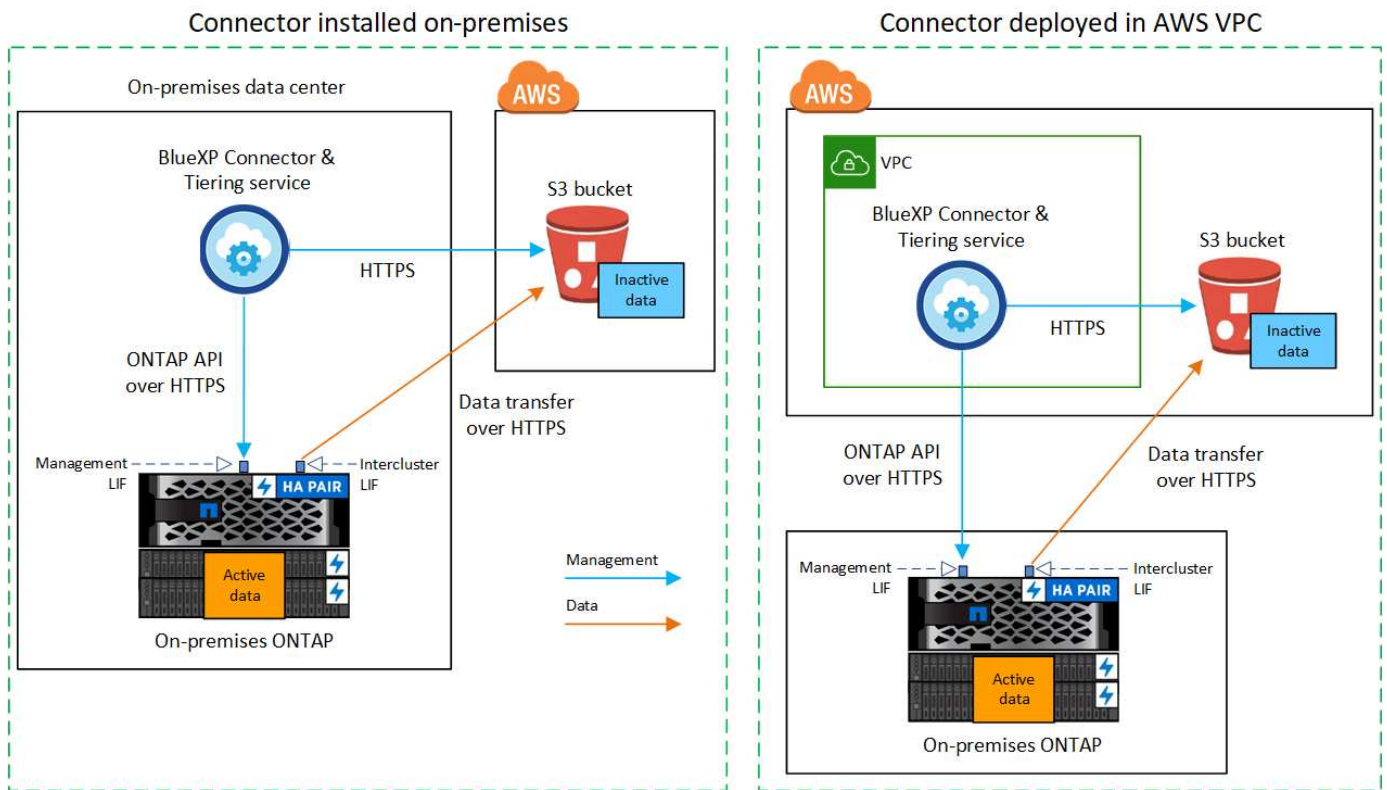 Connector installed on-premises
On-premises data center
AWS
BlueXP Connector &
Tiering service
S3 bucket
HTTPS
Inactive
data
ONTAP API
over HTTPS
Data transfer
over HTTPS
Management
LIF
Intercluster
LIF
HA PAIR
Active
data
On-premises ONTAP
Management
Data
Connector deployed in AWS VPC
AWS
VPC
BlueXP Connector &
Tiering service
S3 bucket
HTTPS
Inactive
data
ONTAP API
over HTTPS
Data transfer
over HTTPS
Management
LIF
Intercluster
LIF
HA PAIR
Active
data
On-premises ONTAP